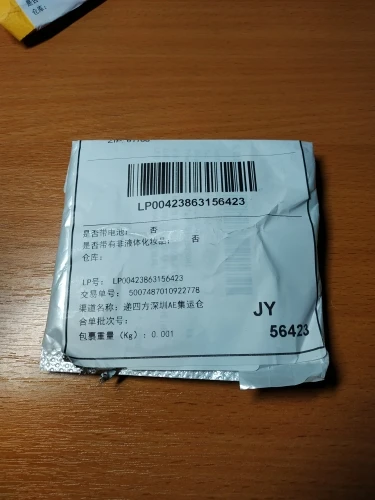 仓库：
LP00423863156423
是否带电池： 否
是否带有非液体化妆品： 否
仓库：
LP号： LP00423863156423
交易单号： 5007487010922778
渠道名称：递四方深圳AE集运仓
合单批次号：
包裹重量（Kg）：0.001
JY
56423